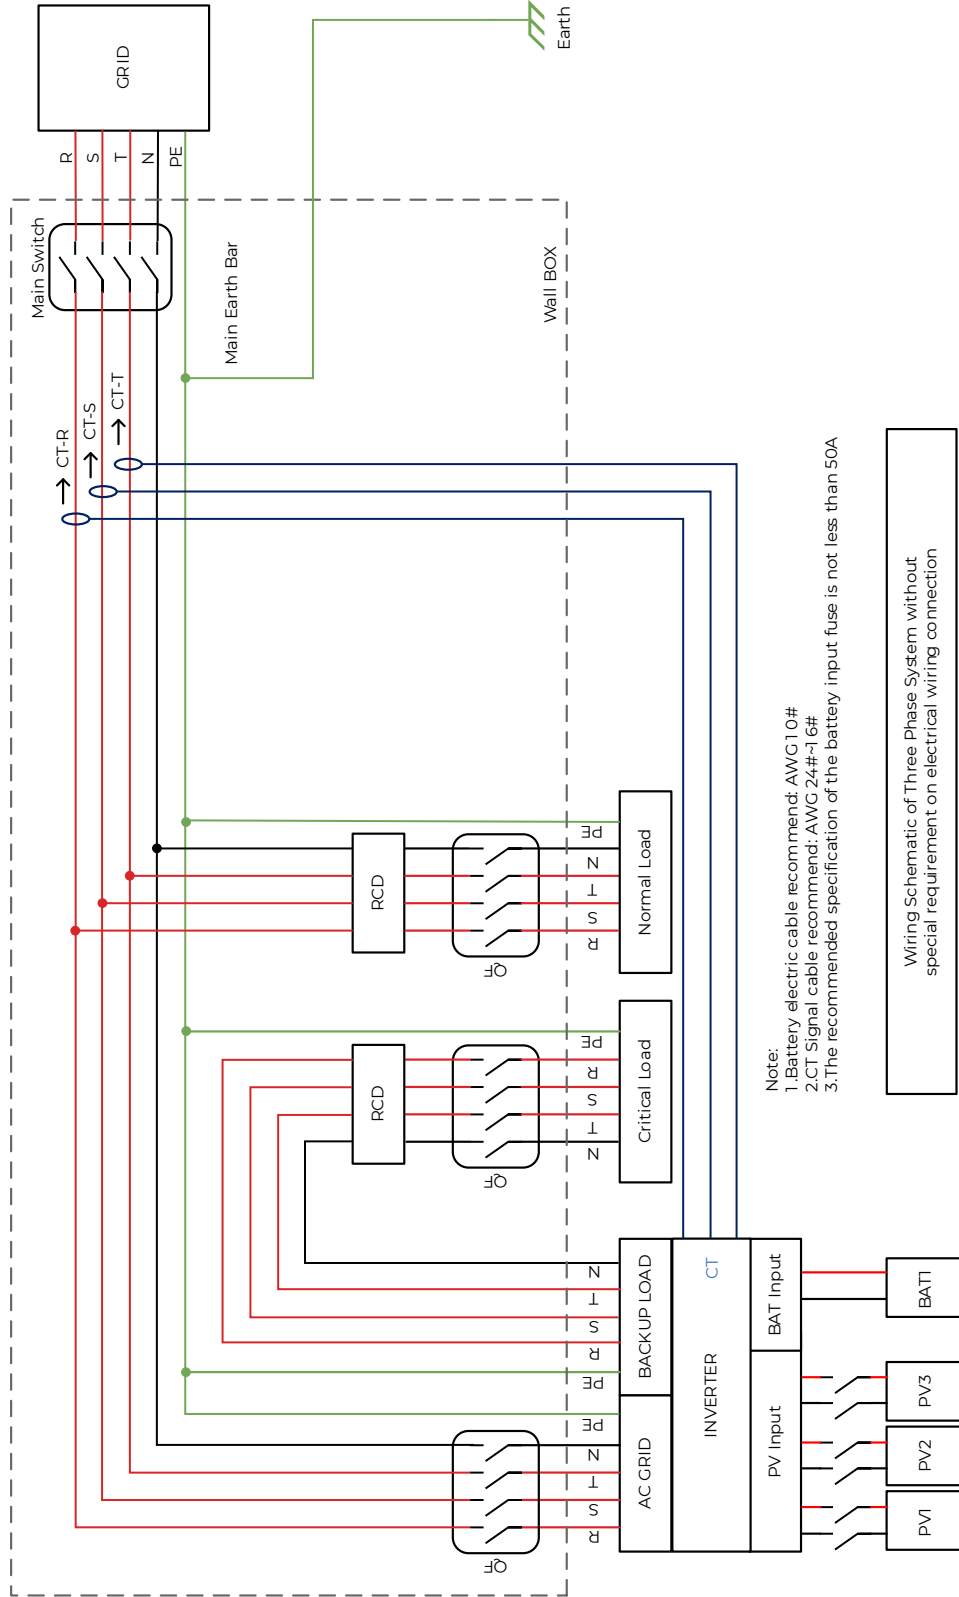 GRID
Earth
R
S
T
N
PE
Main Switch
Main Earth Bar
Wall BOX
CT-R
CT-S
CT-T
RCD
QF
PE
N
T
S
R
Normal Load
RCD
QF
PE
R
S
T
N
Critical Load
N
T
S
R
PE
BACKUP LOAD
QF
PE
N
T
S
R
AC GRID
CT
INVERTER
BAT Input
PV Input
BAT1
PV3
PV2
PV1
Note:
1.Battery electric cable recommend: AWG10#
2.CT Signal cable recommend: AWG 24#~16#
3.The recommended specification of the battery input fuse is not less than 50A
Wiring Schematic of Three Phase System without
special requirement on electrical wiring connection